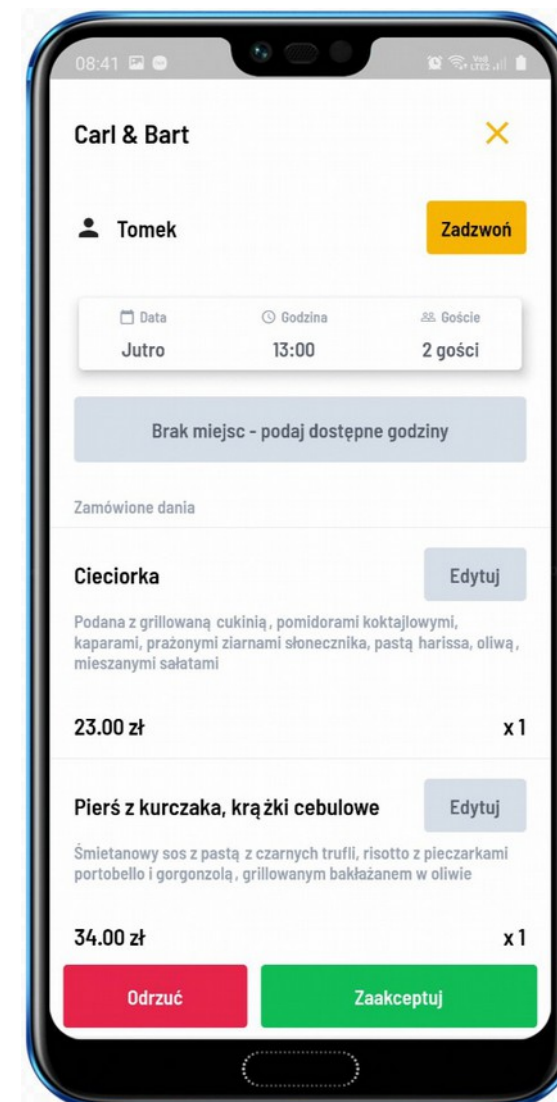 08:41
Carl & Bart
Tomek
Zadzwoń
Data Godzina Goście
Jutro 13:00 2 gości
Brak miejsc - podaj dostępne godziny
Zamówione dania
Cieciorka
Edytuj
Podana z grillowaną cukinią, pomidorami koktajlowymi,
kaparami, prażonymi ziarnami słonecznika, pastą harissa, oliwą,
mieszanymi sałatami
23.00 zł x 1
Pierś z kurczaka, krążki cebulowe
Edytuj
Śmietanowy sos z pastą z czarnych trufli, risotto z pieczarkami
portobello i gorgonzolą, grillowanym bakłażanem w oliwie
34.00 zł x 1
Odrzuć Zaakceptuj